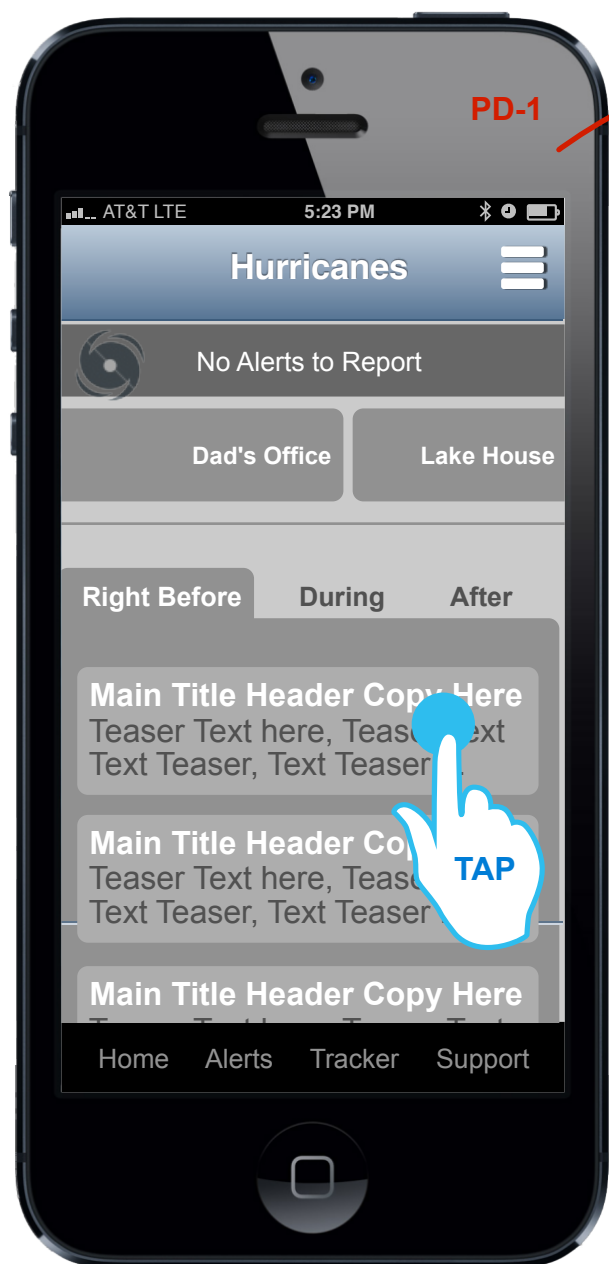 PD-1
AT&T LTE 5:23 PM
Hurricanes
No Alerts to Report
Dad's Office Lake House
Right Before During After
Main Title Header Copy Here
Teaser Text here, Teaser Text
Text Teaser, Text Teaser
Main Title Header
Teaser Text here,
Text Teaser, Text Teaser
TAP
Main Title Header Copy Here
Home Alerts Tracker Support